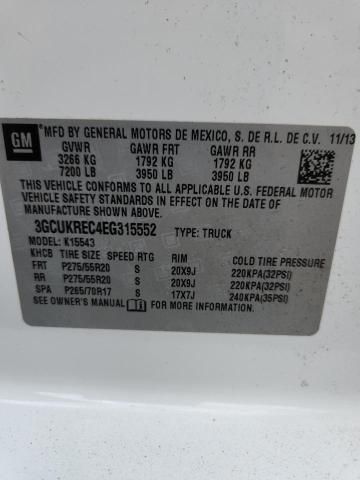 GM
*MFD BY GENERAL MOTORS DE MEXICO, S. DE R.L. DE C.V. 11/13
GVWR GAWR FRT GAWR RR
3266 KG 1792 KG 1792 KG
7200 LB 3950 LB 3950 LB
THIS VEHICLE CONFORMS TO ALL APPLICABLE U.S. FEDERAL MOTOR
VEHICLE SAFETY STANDARDS IN EFFECT ON THE DATE OF
MANUFACTURE SHOWN ABOVE.
3GCUKREC4EG315552 TYPE: TRUCK
MODEL: K15543
KHCB TIRE SIZE SPEED RTG RIM COLD TIRE PRESSURE
FRT P275/55R20 S 20X9J 220KPA(32PSI)
RR P275/55R20 S 20X9J 220KPA(32PSI)
SPA P265/70R17 S 17X7J 240KPA(35PSI)
SEE OWNER'S MANUAL FOR MORE INFORMATION.